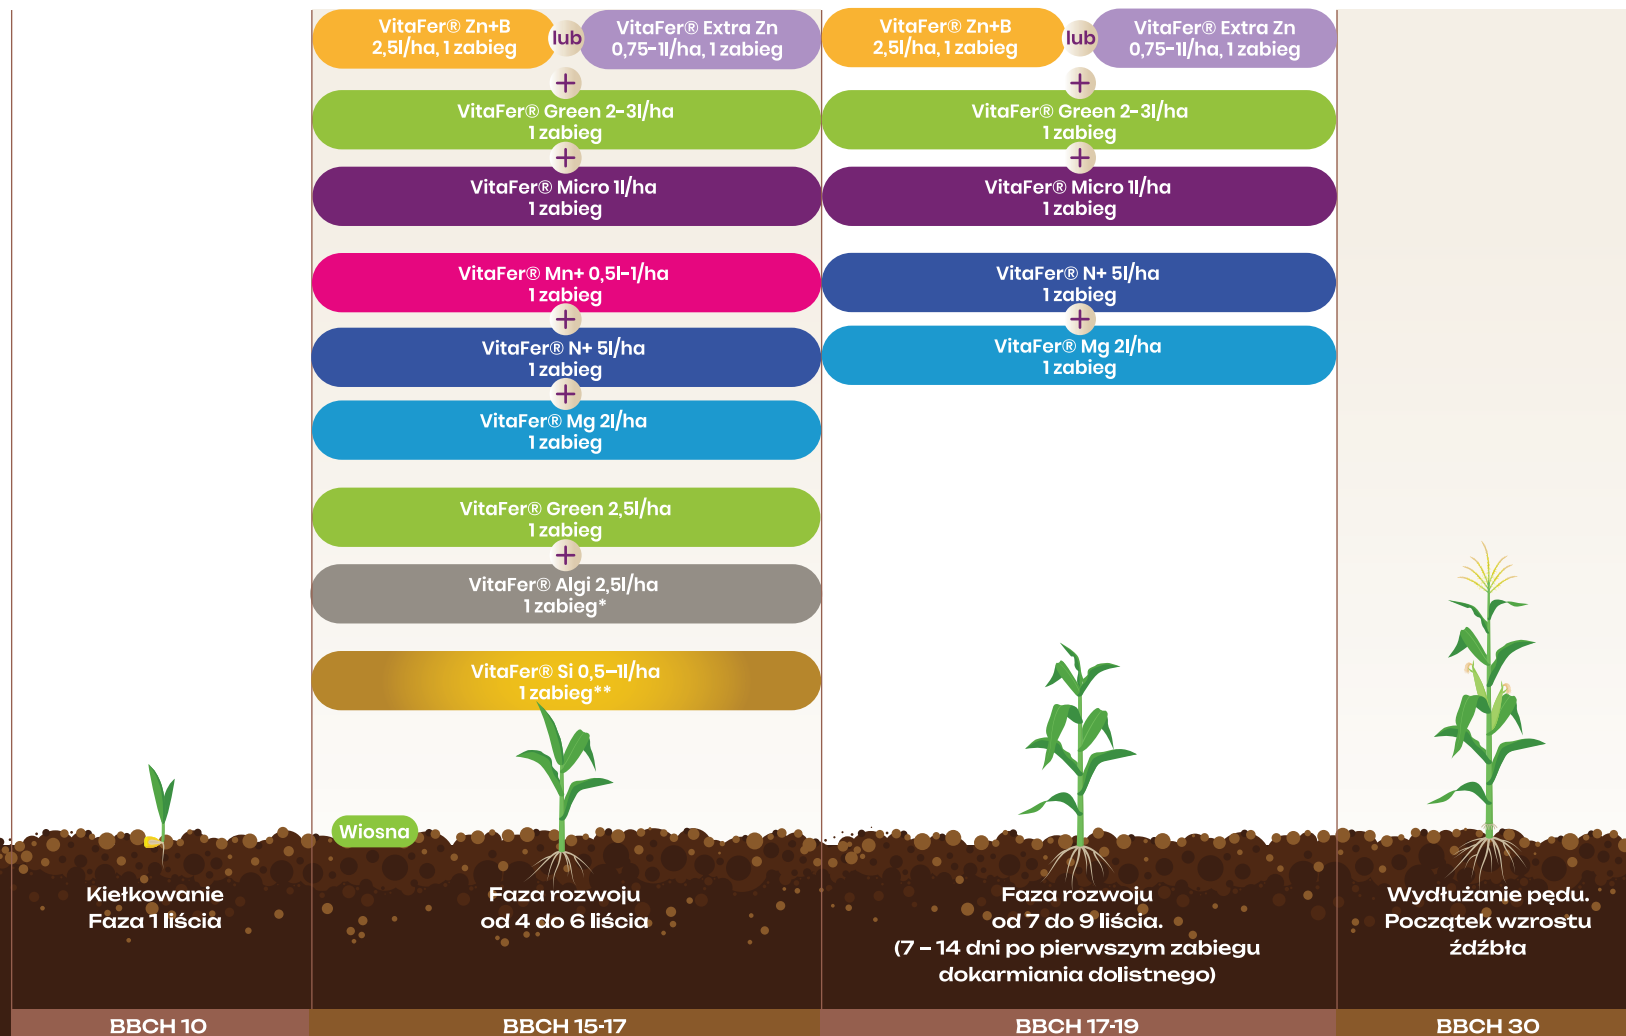 VitaFer® Zn+B
2,5l/ha, 1 zabieg
lub
VitaFer® Extra Zn
0,75-1l/ha, 1 zabieg
+
VitaFer® Green 2-3l/ha
1 zabieg
+
VitaFer® Micro 1l/ha
1 zabieg
VitaFer® Mn+ 0,5l-1/ha
1 zabieg
+
VitaFer® N+ 5l/ha
1 zabieg
+
VitaFer® Mg 2l/ha
1 zabieg
VitaFer® Green 2,5l/ha
1 zabieg
+
VitaFer® Algi 2,5l/ha
1 zabieg*
VitaFer® Si 0,5–1l/ha
1 zabieg**
VitaFer® Zn+B
2,5l/ha, 1 zabieg
lub
VitaFer® Extra Zn
0,75-1l/ha, 1 zabieg
+
VitaFer® Green 2-3l/ha
1 zabieg
+
VitaFer® Micro 1l/ha
1 zabieg
VitaFer® N+ 5l/ha
1 zabieg
+
VitaFer® Mg 2l/ha
1 zabieg
Wiosna
Kiełkowanie
Faza 1 liścia
Faza rozwoju
od 4 do 6 liścia
Faza rozwoju
od 7 do 9 liścia.
(7 – 14 dni po pierwszym zabiegu
dokarmiania dolistnego)
Wydłużanie pędu.
Początek wzrostu
źdźbła
BBCH 10
BBCH 15-17
BBCH 17-19
BBCH 30